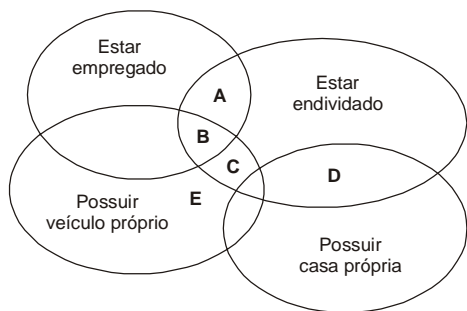 Estar
empregado
Estar
endividado
A
B
C
D
E
Possuir
veículo próprio
Possuir
casa própria